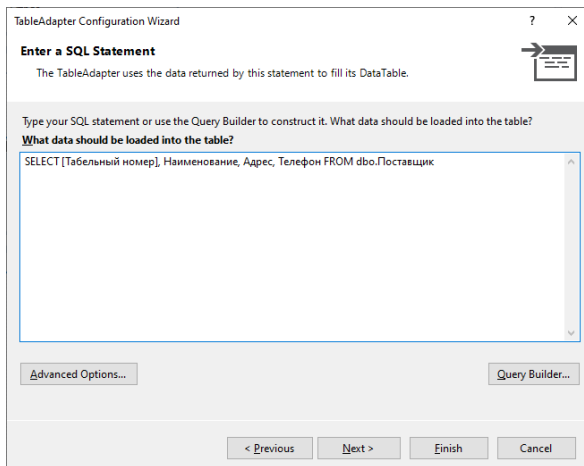 TableAdapter Configuration Wizard
? ×
Enter a SQL Statement
The TableAdapter uses the data returned by this statement to fill its DataTable.
Type your SQL statement or use the Query Builder to construct it. What data should be loaded into the table?
What data should be loaded into the table?
SELECT [Табельный номер], Наименование, Адрес, Телефон FROM dbo.Поставщик
Advanced Options...
Query Builder...
< Previous
Next >
Finish
Cancel